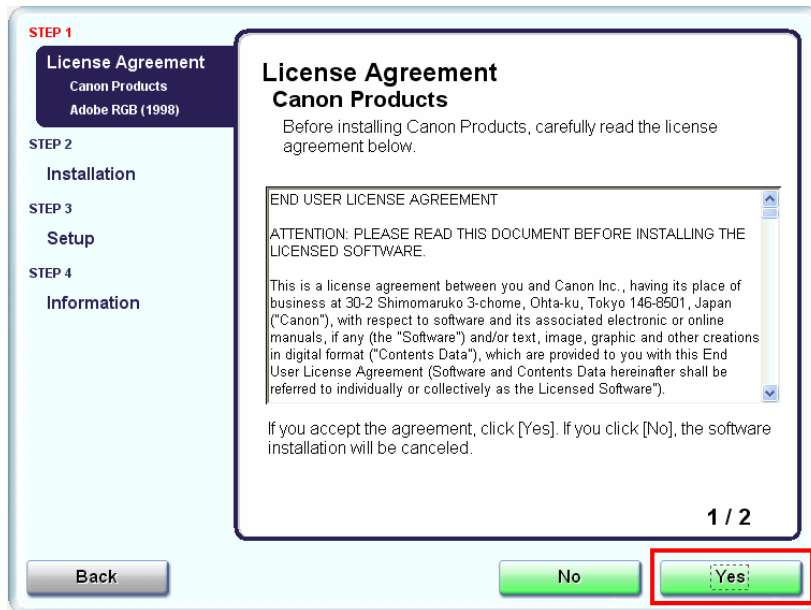 STEP 1
License Agreement
Canon Products
Adobe RGB (1998)
STEP 2
Installation
STEP 3
Setup
STEP 4
Information
License Agreement
Canon Products
Before installing Canon Products, carefully read the license
agreement below.
END USER LICENSE AGREEMENT
ATTENTION: PLEASE READ THIS DOCUMENT BEFORE INSTALLING THE
LICENSED SOFTWARE.
This is a license agreement between you and Canon Inc., having its place of
business at 30-2 Shimomaruko 3-chome, Ohta-ku, Tokyo 146-8501, Japan
("Canon"), with respect to software and its associated electronic or online
manuals, if any (the "Software") and/or text, image, graphic and other creations
in digital format ("Contents Data"), which are provided to you with this End
User License Agreement (Software and Contents Data hereinafter shall be
referred to individually or collectively as the Licensed Software").
If you accept the agreement, click [Yes]. If you click [No], the software
installation will be canceled.
1 / 2
Back
No
Yes